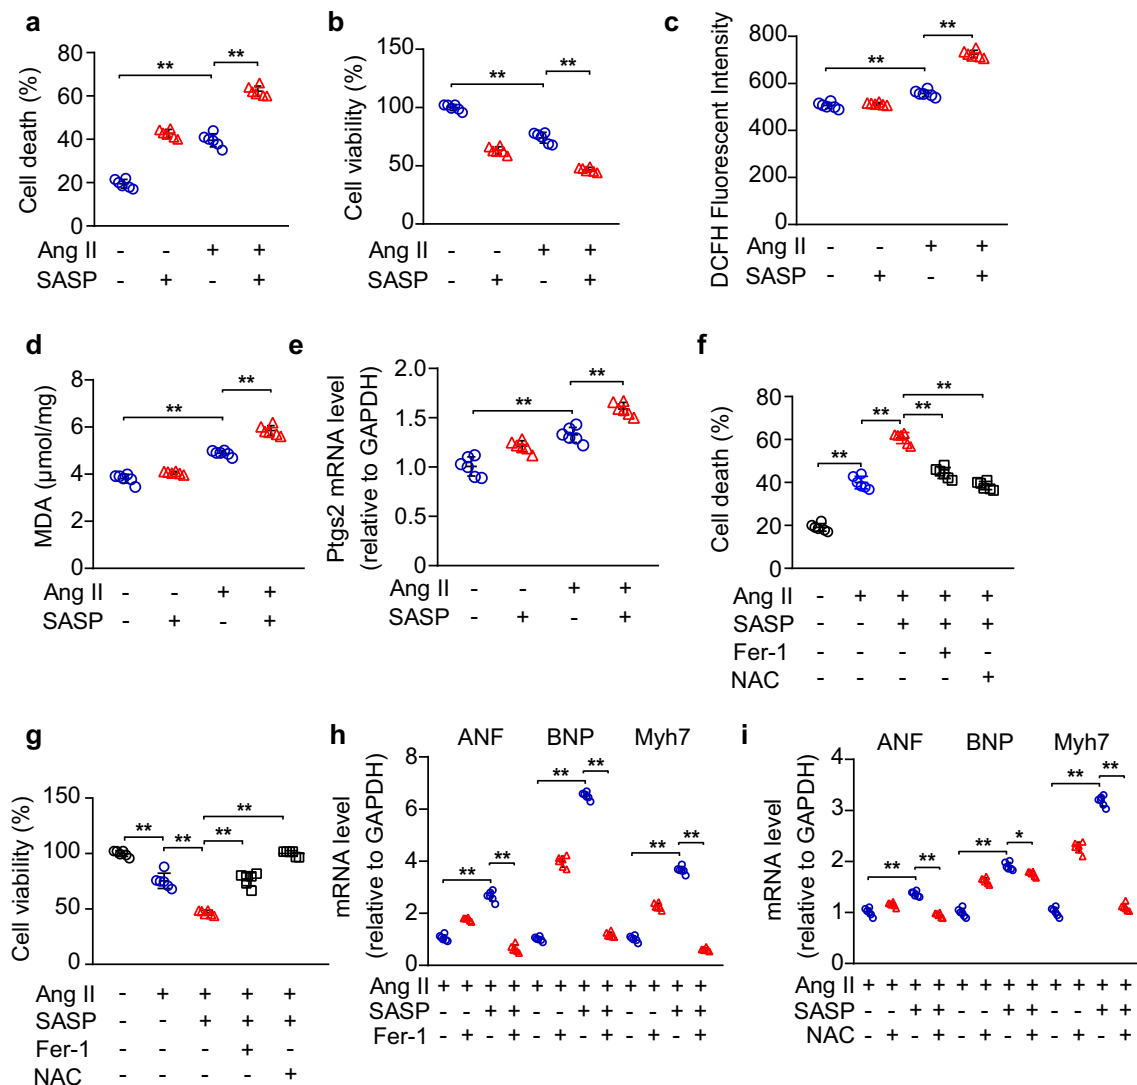 a
Cell death (%)
80
60
40
20
0
** **
Ang II - - + +
SASP - + - +
b
Cell viability (%)
150
100
50
0
** **
Ang II - - + +
SASP - + - +
c
DCFH Fluorescent Intensity
800
600
400
200
0
** **
Ang II - - + +
SASP - + - +
d
MDA (μmol/mg)
8
6
4
2
0
** **
Ang II - - + +
SASP - + - +
e
Ptgs2 mRNA level
(relative to GAPDH)
2.0
1.5
1.0
0.5
0.0
** **
Ang II - - + +
SASP - + - +
f
Cell death (%)
80
60
40
20
0
** ** ** **
Ang II - + + + +
SASP - - + + +
Fer-1 - - - + -
NAC - - - - +
g
Cell viability (%)
150
100
50
0
** ** ** **
Ang II - + + + +
SASP - - + + +
Fer-1 - - - + -
NAC - - - - +
h
ANF BNP Myh7
mRNA level
(relative to GAPDH)
8
6
4
2
0
** ** ** ** ** **
Ang II + + + + + + + + + + + +
SASP - - + + - - + + - - + +
Fer-1 - + - + - + - + - + - +
i
ANF BNP Myh7
mRNA level
(relative to GAPDH)
4
3
2
1
0
** ** ** * ** **
Ang II + + + + + + + + + + + +
SASP - - + + - - + + - - + +
NAC - + - + - + - + - + - +